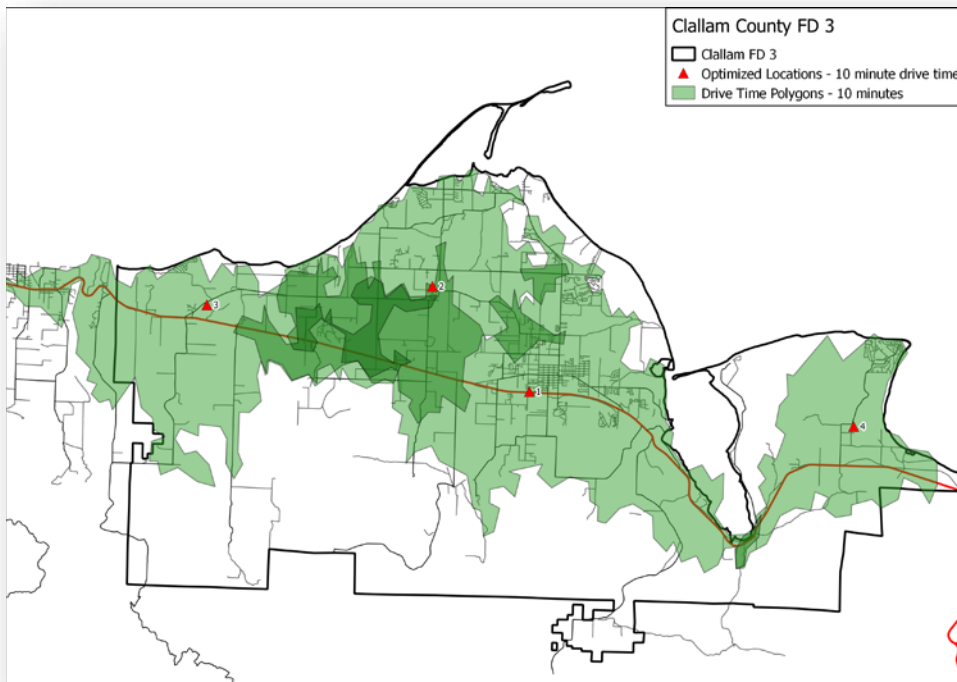 Clallam County FD 3
Clallam FD 3
Optimized Locations - 10 minute drive time
Drive Time Polygons - 10 minutes
2
3
1
4